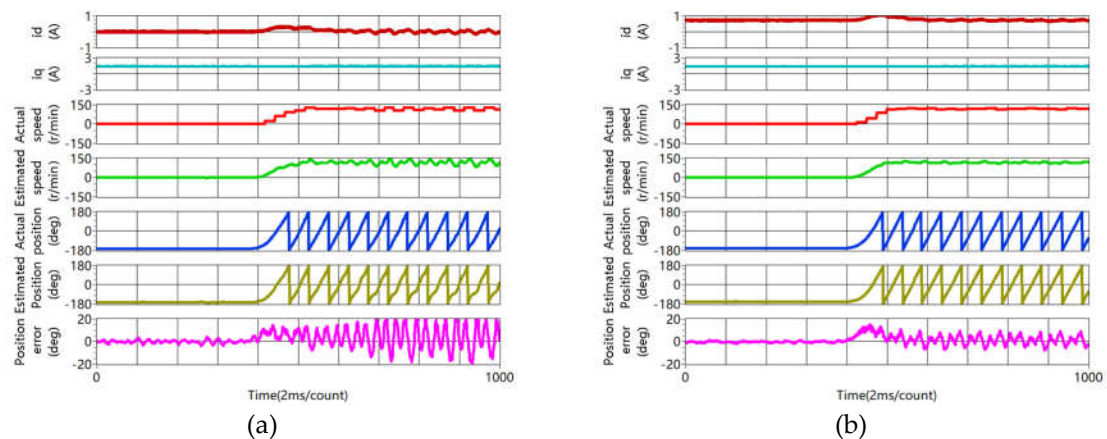 id
(A)
1
-1
iq
(A)
3
-3
Actual
speed
(r/min)
150
0
-150
Estimated
speed
(r/min)
150
0
-150
Actual
position
(deg)
180
0
-180
Estimated
Position
(deg)
180
0
-180
Position
error
(deg)
20
0
-20
0
1000
Time(2ms/count)
(a)
id
(A)
1
-1
iq
(A)
3
-3
Actual
speed
(r/min)
150
0
-150
Estimated
speed
(r/min)
150
0
-150
Actual
position
(deg)
180
0
-180
Estimated
Position
(deg)
180
0
-180
Position
error
(deg)
20
0
-20
0
1000
Time(2ms/count)
(b)